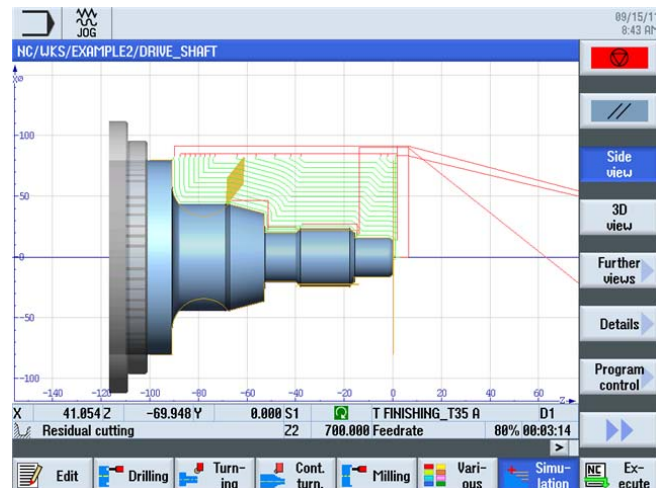 JOG
09/15/11
8:43 AM
NC/WKS/EXAMPLE2/DRIVE_SHAFT
Side
view
3D
view
Further
views
Details
Program
control
100
50
0
-50
-100
-140
-120
-100
-80
-60
-40
-20
0
20
40
60
Z
X 41.054 Z -69.948 Y 0.000 S1 T FINISHING_T35 A D1
Residual cutting Z2 700.000 Feedrate 80% 00:03:14
>
Edit
Drilling
Turn-
ing
Cont.
turn.
Milling
Vari-
ous
Simu-
lation
NC
Ex-
ecute